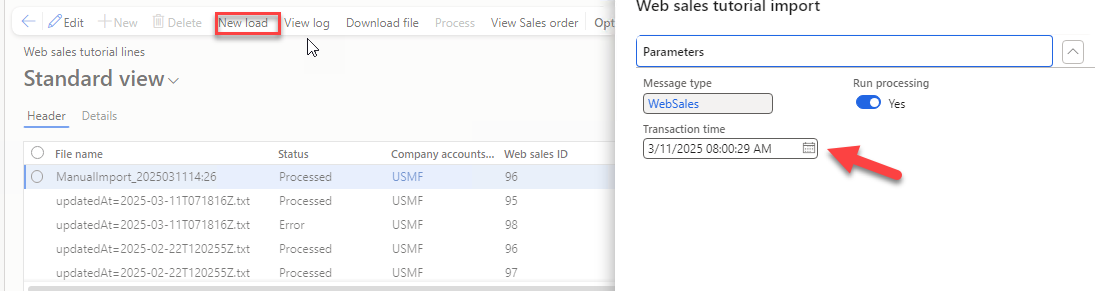 Edit New Delete New load View log Download file Process View Sales order Opt
Web sales tutorial lines
Standard view
Header Details
File name Status Company accounts... Web sales ID
ManualImport_2025031114:26 Processed USMF 96
updatedAt=2025-03-11T071816Z.txt Processed USMF 95
updatedAt=2025-03-11T071816Z.txt Error USMF 98
updatedAt=2025-02-22T120255Z.txt Processed USMF 96
updatedAt=2025-02-22T120255Z.txt Processed USMF 97
Web sales tutorial import
Parameters
Message type Run processing
WebSales Yes
Transaction time
3/11/2025 08:00:29 AM